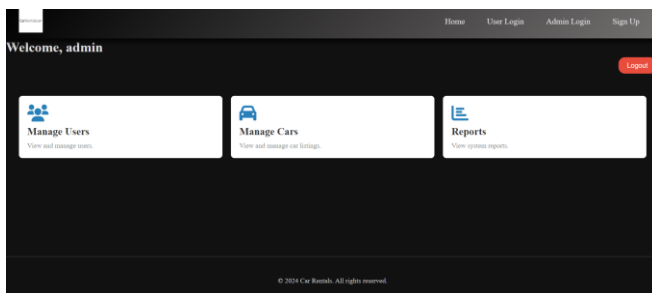 Home User Login Admin Login Sign Up
Welcome, admin
Logout
Manage Users
View and manage users.
Manage Cars
View and manage car listings.
Reports
View system reports.
© 2024 Car Rentals. All rights reserved.